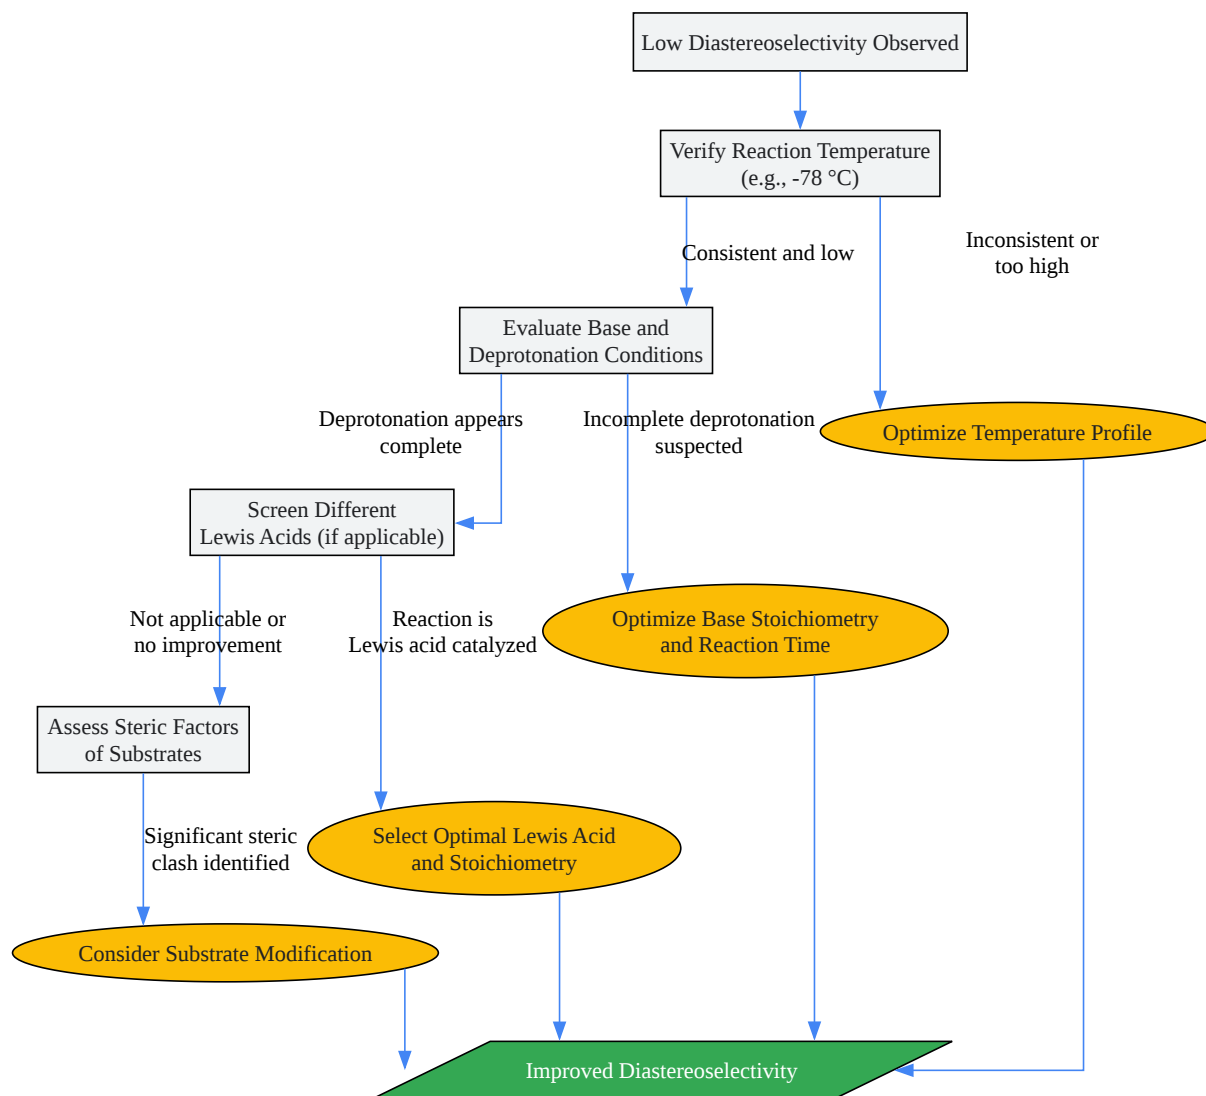 Low Diastereoselectivity Observed
Verify Reaction Temperature
(e.g., -78 °C)
Consistent and low
Inconsistent or
too high
Evaluate Base and
Deprotonation Conditions
Deprotonation appears
complete
Incomplete deprotonation
suspected
Optimize Temperature Profile
Screen Different
Lewis Acids (if applicable)
Not applicable or
no improvement
Reaction is
Lewis acid catalyzed
Optimize Base Stoichiometry
and Reaction Time
Assess Steric Factors
of Substrates
Significant steric
clash identified
Select Optimal Lewis Acid
and Stoichiometry
Consider Substrate Modification
Improved Diastereoselectivity